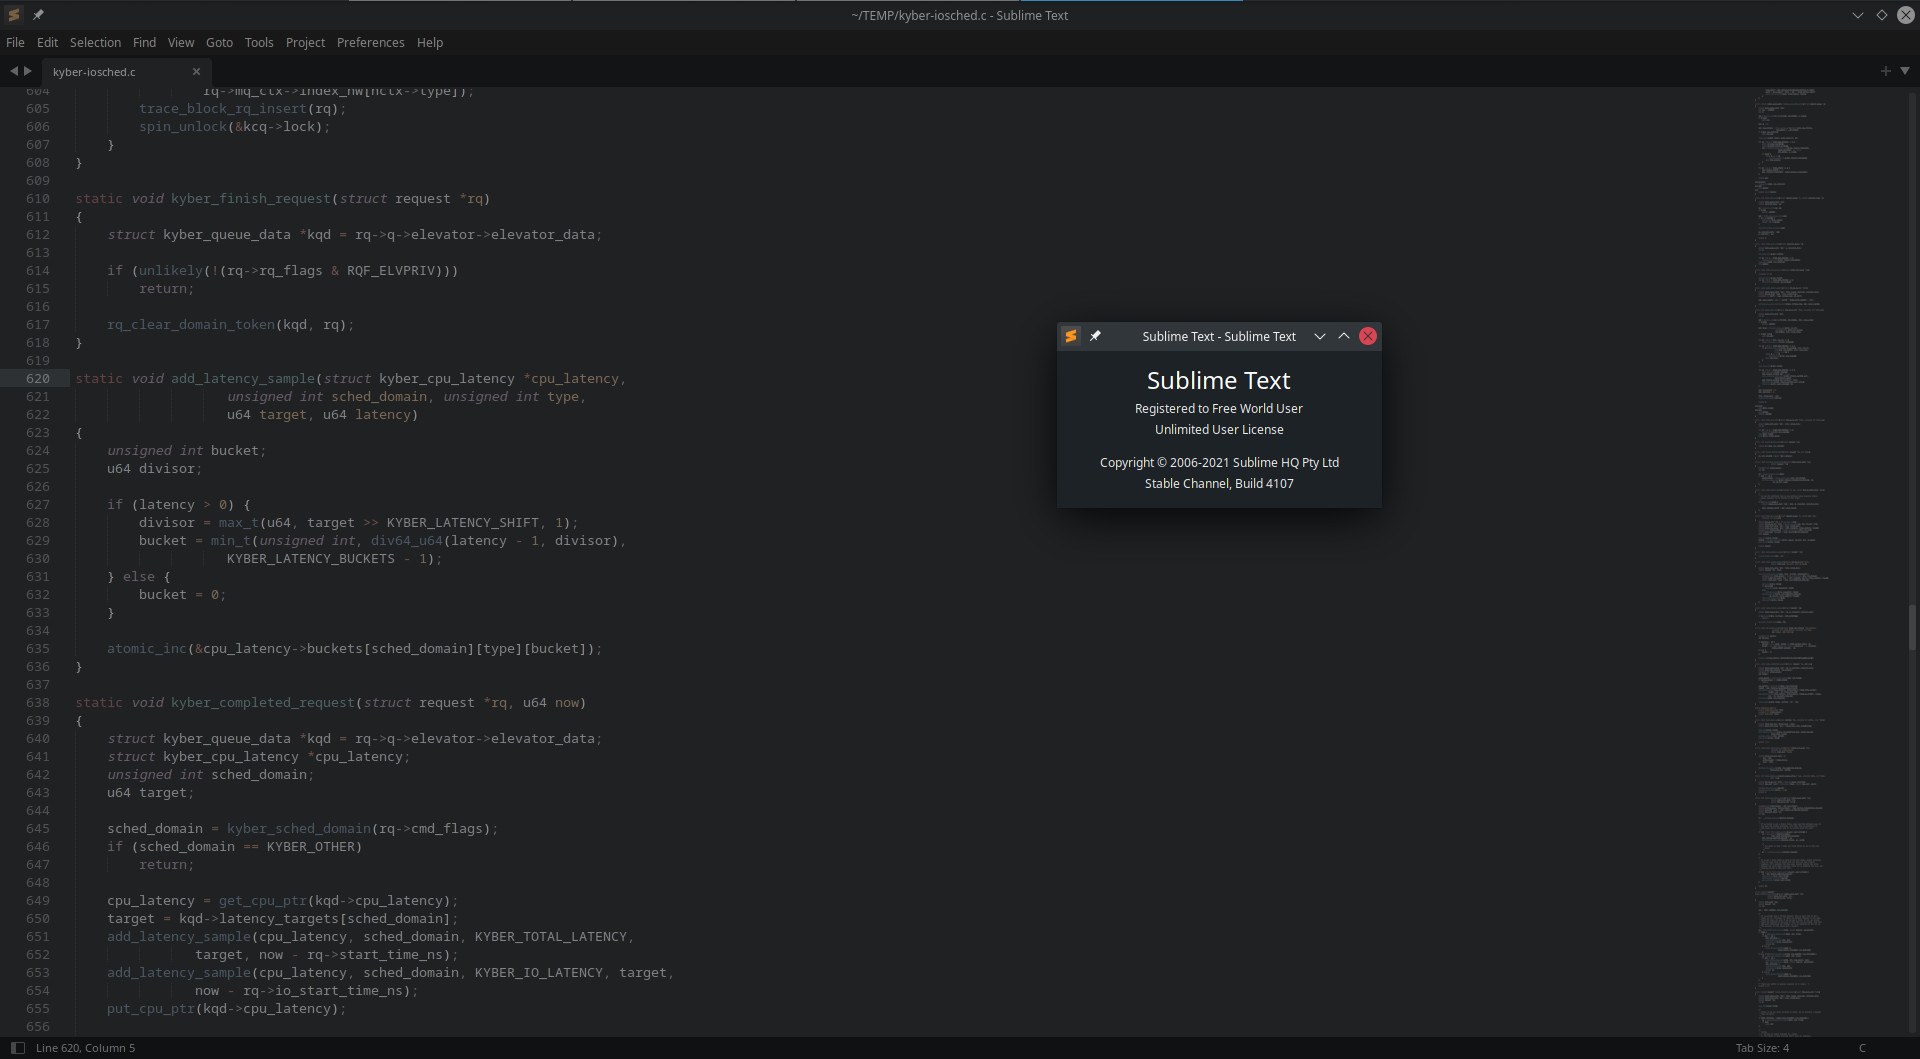 ~/TEMP/kyber-iosched.c - Sublime Text
File Edit Selection Find View Goto Tools Project Preferences Help
kyber-iosched.c
604 rq->mq_ctx->index_hw[hctx->type]);
605 trace_block_rq_insert(rq);
606 spin_unlock(&kcq->lock);
607 }
608 }
609
610 static void kyber_finish_request(struct request *rq)
611 {
612 struct kyber_queue_data *kqd = rq->q->elevator->elevator_data;
613
614 if (unlikely(!(rq->rq_flags & RQF_ELVPRIV)))
615 return;
616
617 rq_clear_domain_token(kqd, rq);
618 }
619
620 static void add_latency_sample(struct kyber_cpu_latency *cpu_latency,
621 unsigned int sched_domain, unsigned int type,
622 u64 target, u64 latency)
623 {
624 unsigned int bucket;
625 u64 divisor;
626
627 if (latency > 0) {
628 divisor = max_t(u64, target >> KYBER_LATENCY_SHIFT, 1);
629 bucket = min_t(unsigned int, div64_u64(latency - 1, divisor),
630 KYBER_LATENCY_BUCKETS - 1);
631 } else {
632 bucket = 0;
633 }
634
635 atomic_inc(&cpu_latency->buckets[sched_domain][type][bucket]);
636 }
637
638 static void kyber_completed_request(struct request *rq, u64 now)
639 {
640 struct kyber_queue_data *kqd = rq->q->elevator->elevator_data;
641 struct kyber_cpu_latency *cpu_latency;
642 unsigned int sched_domain;
643 u64 target;
644
645 sched_domain = kyber_sched_domain(rq->cmd_flags);
646 if (sched_domain == KYBER_OTHER)
647 return;
648
649 cpu_latency = get_cpu_ptr(kqd->cpu_latency);
650 target = kqd->latency_targets[sched_domain];
651 add_latency_sample(cpu_latency, sched_domain, KYBER_TOTAL_LATENCY,
652 target, now - rq->start_time_ns);
653 add_latency_sample(cpu_latency, sched_domain, KYBER_IO_LATENCY, target,
654 now - rq->io_start_time_ns);
655 put_cpu_ptr(kqd->cpu_latency);
656
Sublime Text - Sublime Text
Sublime Text
Registered to Free World User
Unlimited User License
Copyright © 2006-2021 Sublime HQ Pty Ltd
Stable Channel, Build 4107
Line 620, Column 5
Tab Size: 4
C